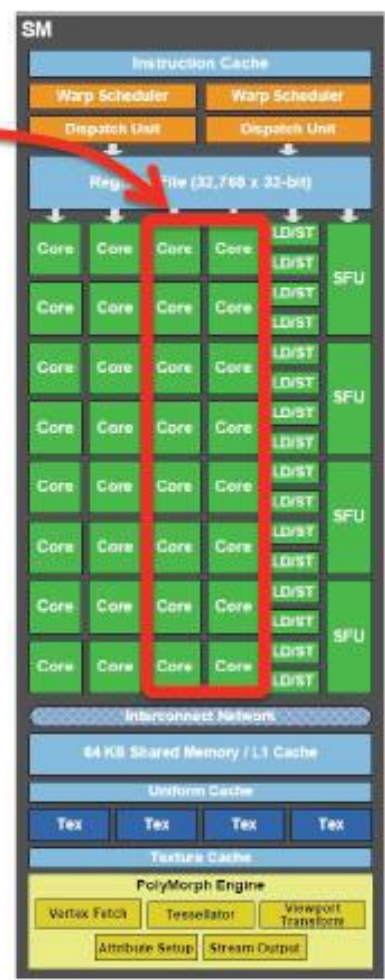 SM
Instruction Cache
Warp Scheduler Warp Scheduler
Dispatch Unit Dispatch Unit
File (32,768 x 32-bit)
LD/ST
Core Core Core Core
LD/ST
SFU
LD/ST
Core Core Core Core
LD/ST
LD/ST
Core Core Core Core
LD/ST
SFU
LD/ST
Core Core Core Core
LD/ST
LD/ST
Core Core Core Core
LD/ST
SFU
LD/ST
Core Core Core Core
LD/ST
LD/ST
Core Core Core Core
LD/ST
SFU
LD/ST
Core Core Core Core
LD/ST
Interconnect Network
64 KB Shared Memory / L1 Cache
Uniform Cache
Tex Tex Tex Tex
Texture Cache
PolyMorph Engine
Vertex Fetch Tessellator Viewport Transform
Attribute Setup Stream Output